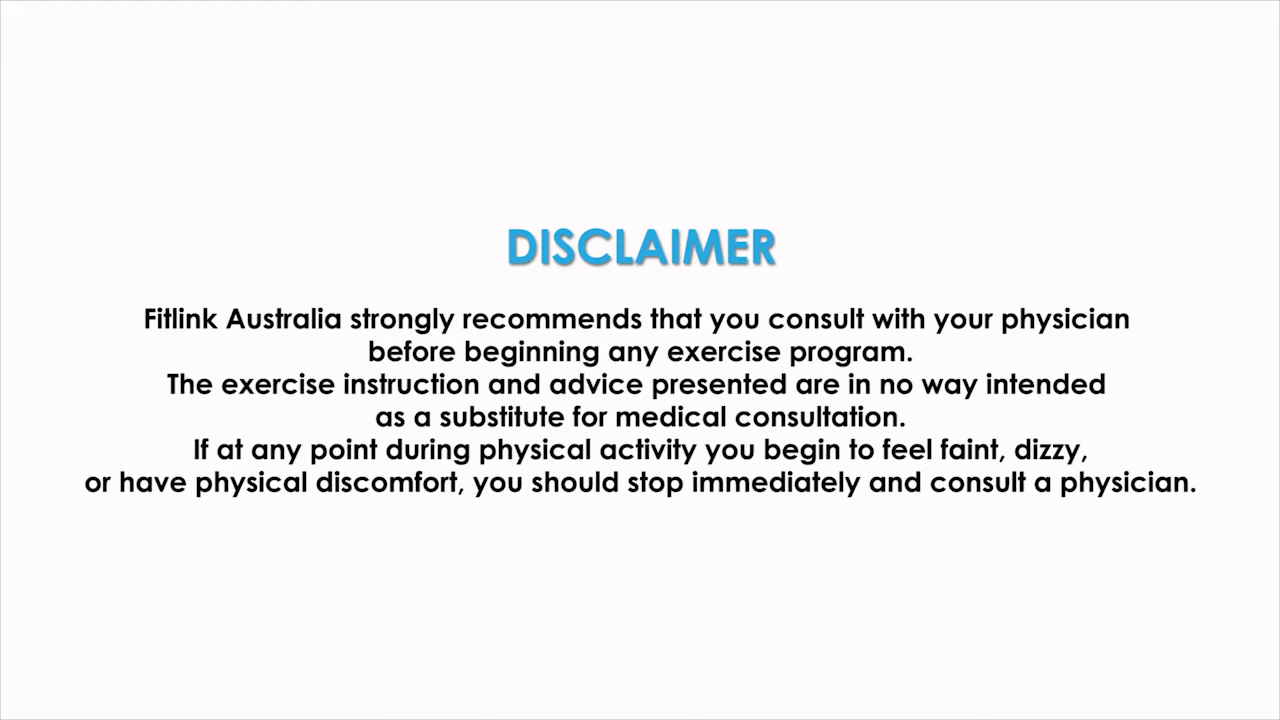 DISCLAIMER
Fitlink Australia strongly recommends that you consult with your physician
before beginning any exercise program.
The exercise instruction and advice presented are in no way intended
as a substitute for medical consultation.
If at any point during physical activity you begin to feel faint, dizzy,
or have physical discomfort, you should stop immediately and consult a physician.